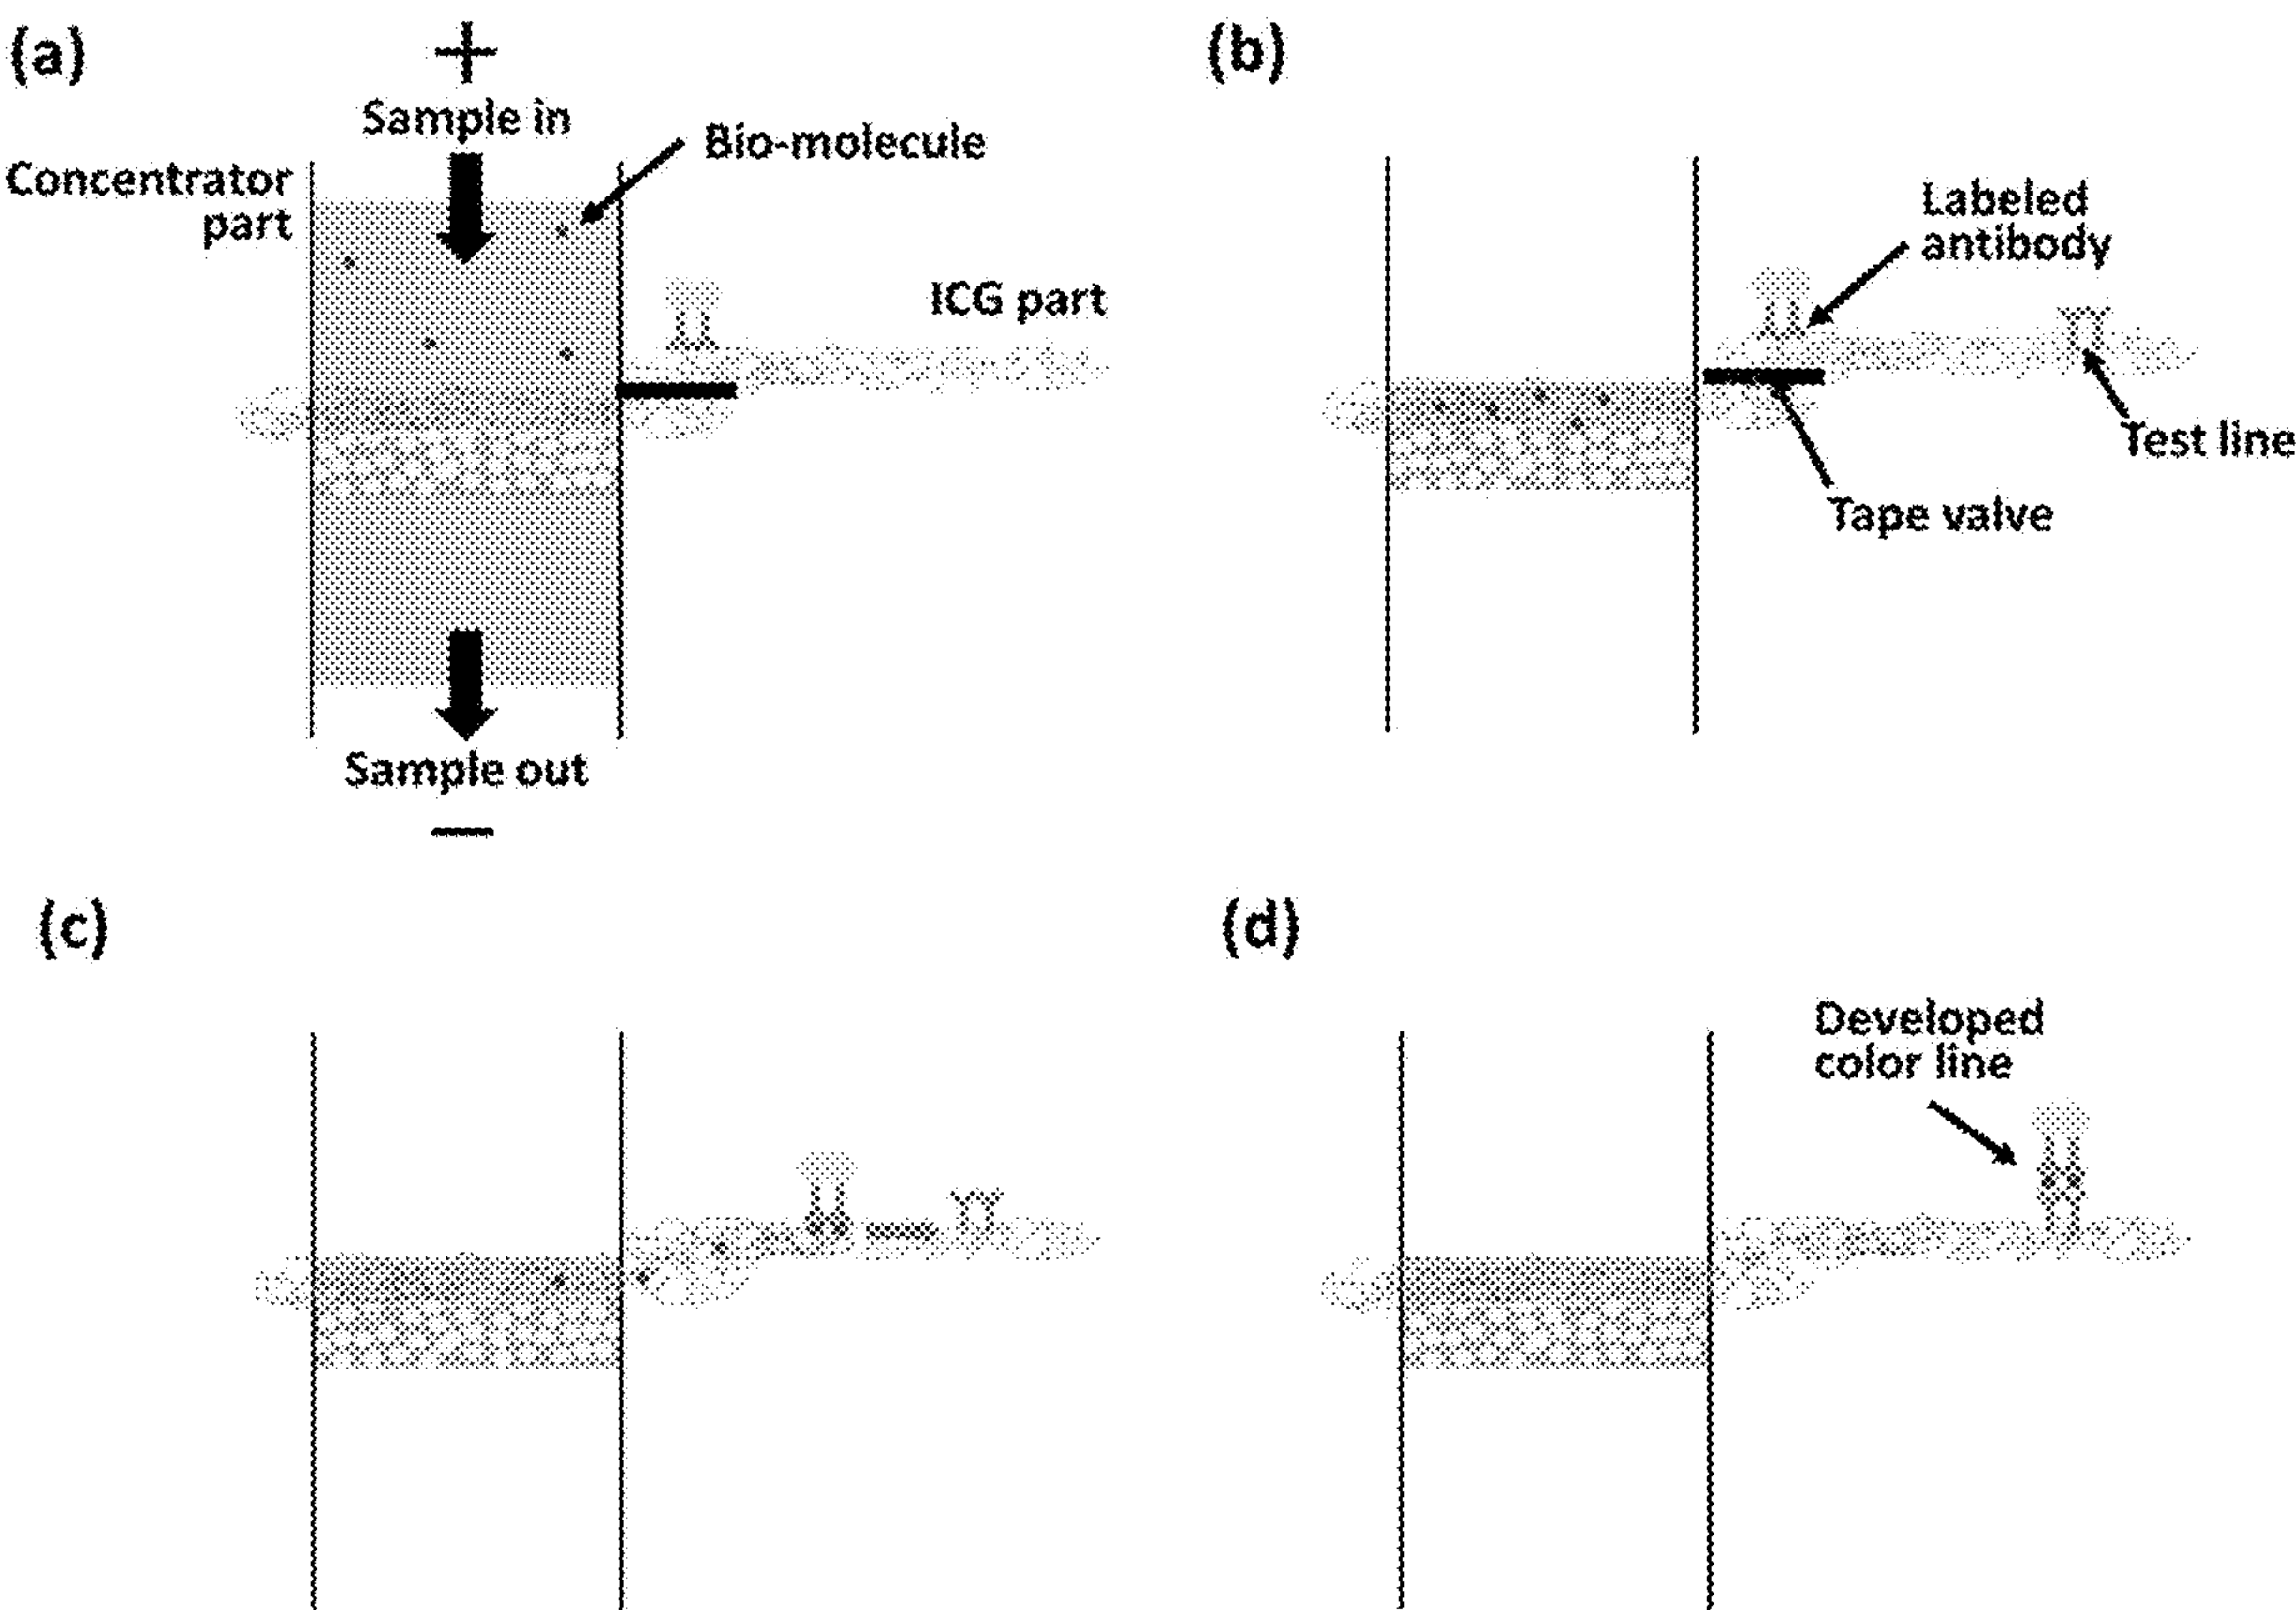 (a)
+
Sample in
Bio-molecule
Concentrator
part
ICG part
Sample out
−
(b)
Labeled
antibody
Test line
Tape valve
(c)
(d)
Developed
color line